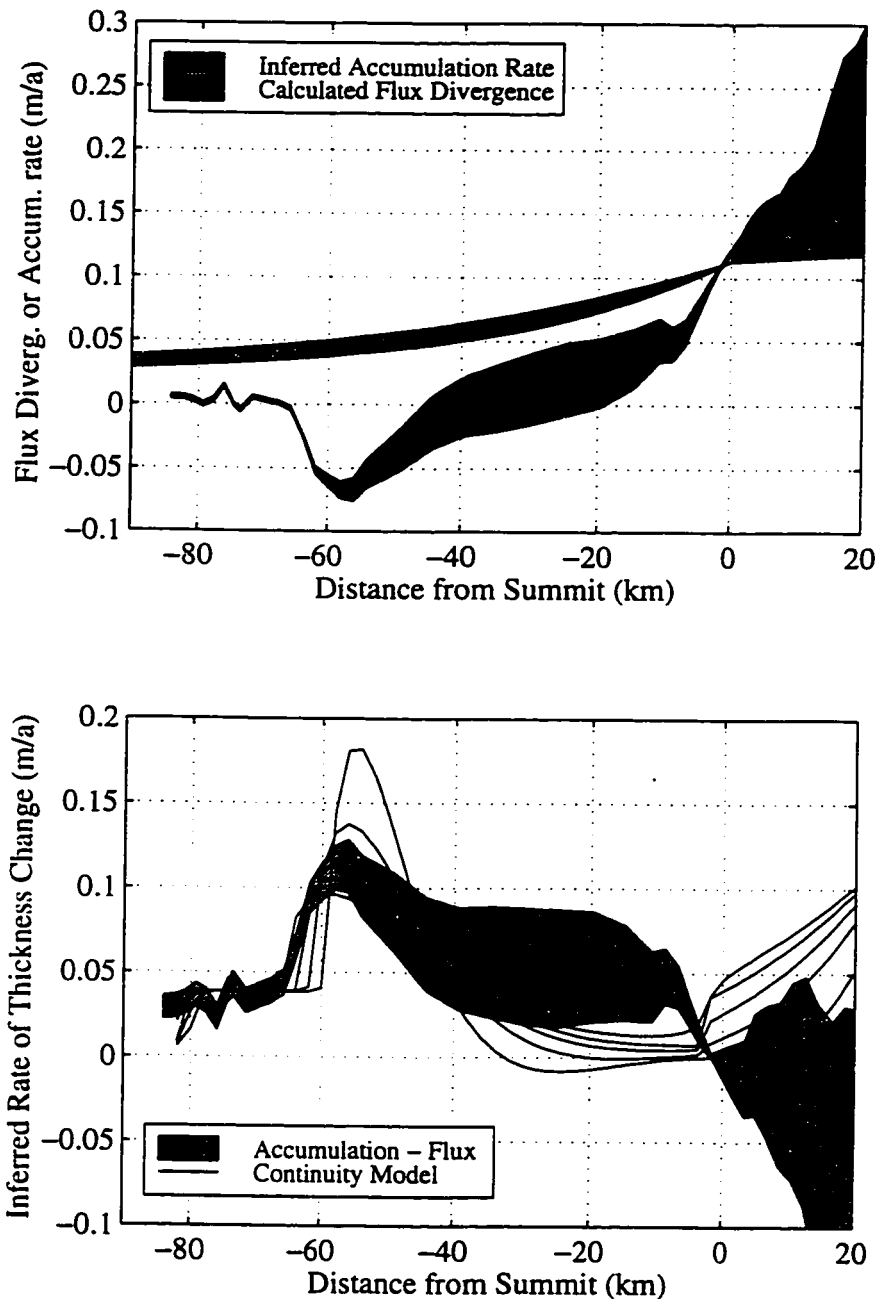 Flux Diverg. or Accum. rate (m/a)
0.3
0.25
0.2
0.15
0.1
0.05
0
−0.05
−0.1
Inferred Accumulation Rate
Calculated Flux Divergence
−80 −60 −40 −20 0 20
Distance from Summit (km)
Inferred Rate of Thickness Change (m/a)
0.2
0.15
0.1
0.05
0
−0.05
−0.1
Accumulation − Flux
Continuity Model
−80 −60 −40 −20 0 20
Distance from Summit (km)